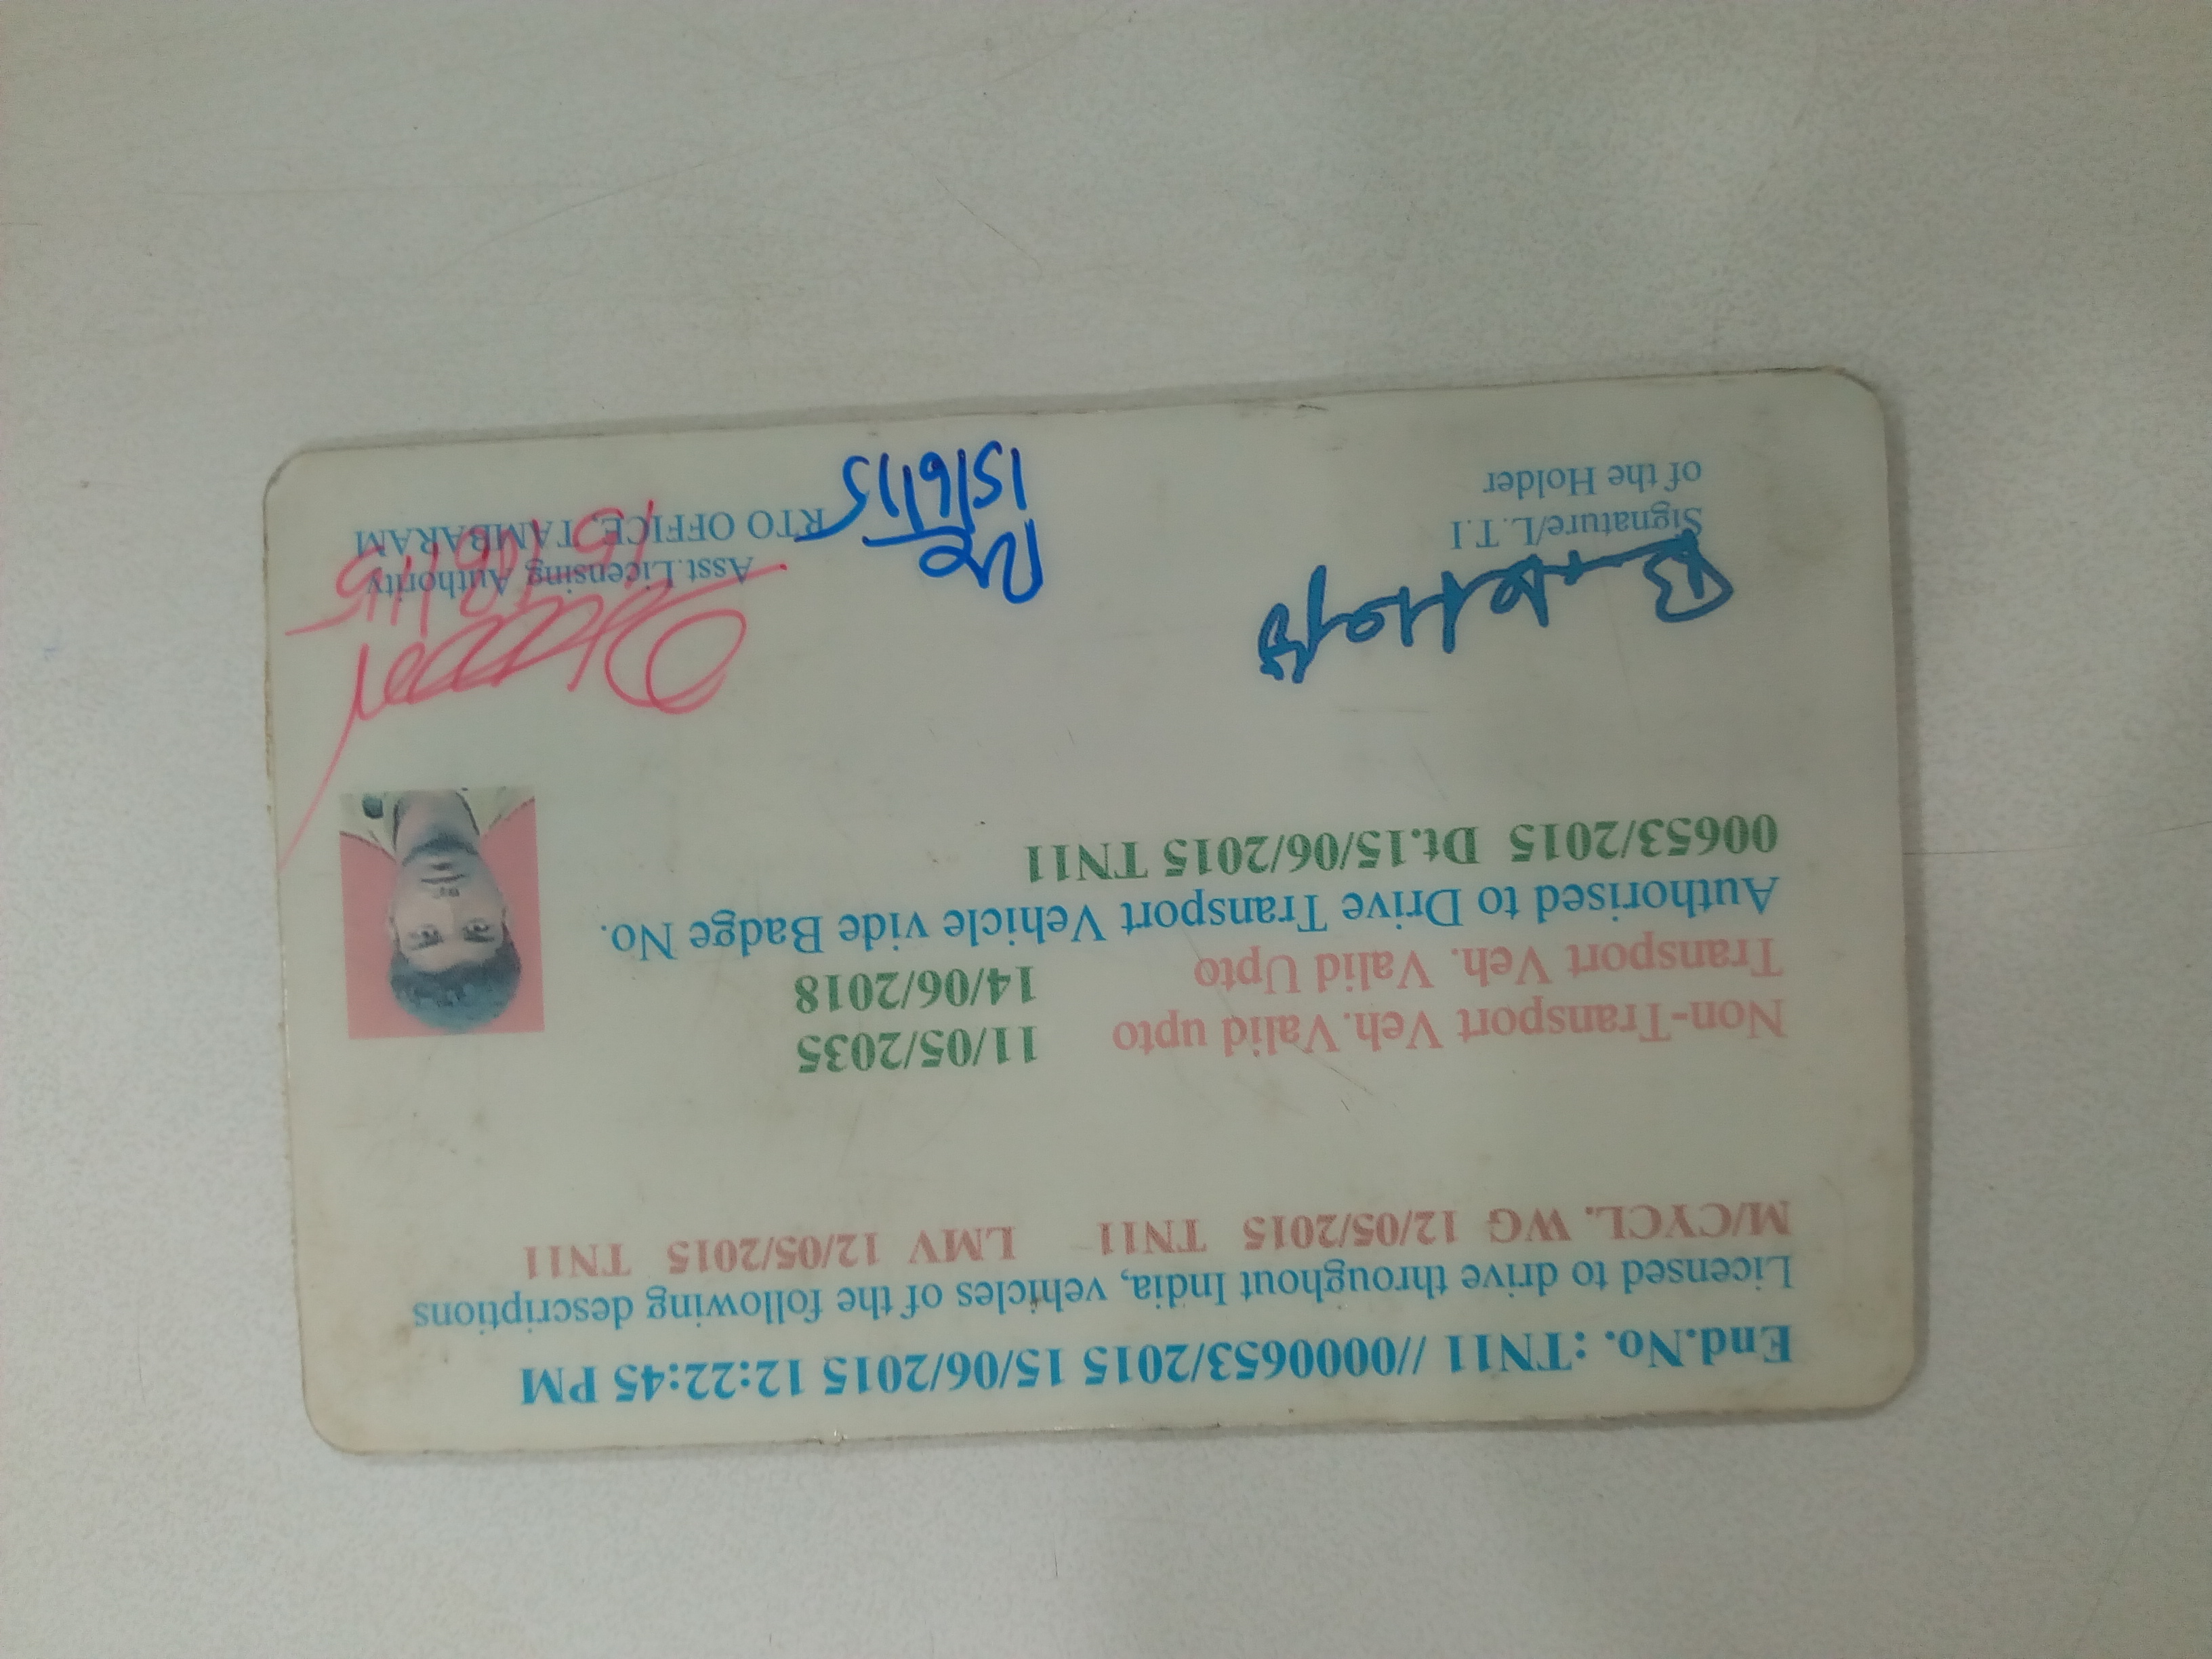 End.No. : TN11 //0000653/2015 15/06/2015 12:22:45 PM
Licensed to drive throughout India, vehicles of the following descriptions
M/CYCL. WG 12/05/2015 TN11 LMV 12/05/2015 TN11
Non-Transport Veh.Valid upto 11/05/2035
Transport Veh. Valid Upto 14/06/2018
Authorised to Drive Transport Vehicle vide Badge No.
00653/2015 Dt.15/06/2015 TN11
Signature/L.T.I
of the Holder
15/6/15
Asst.Licensing Authority
RTO OFFICE, TAMBARAM